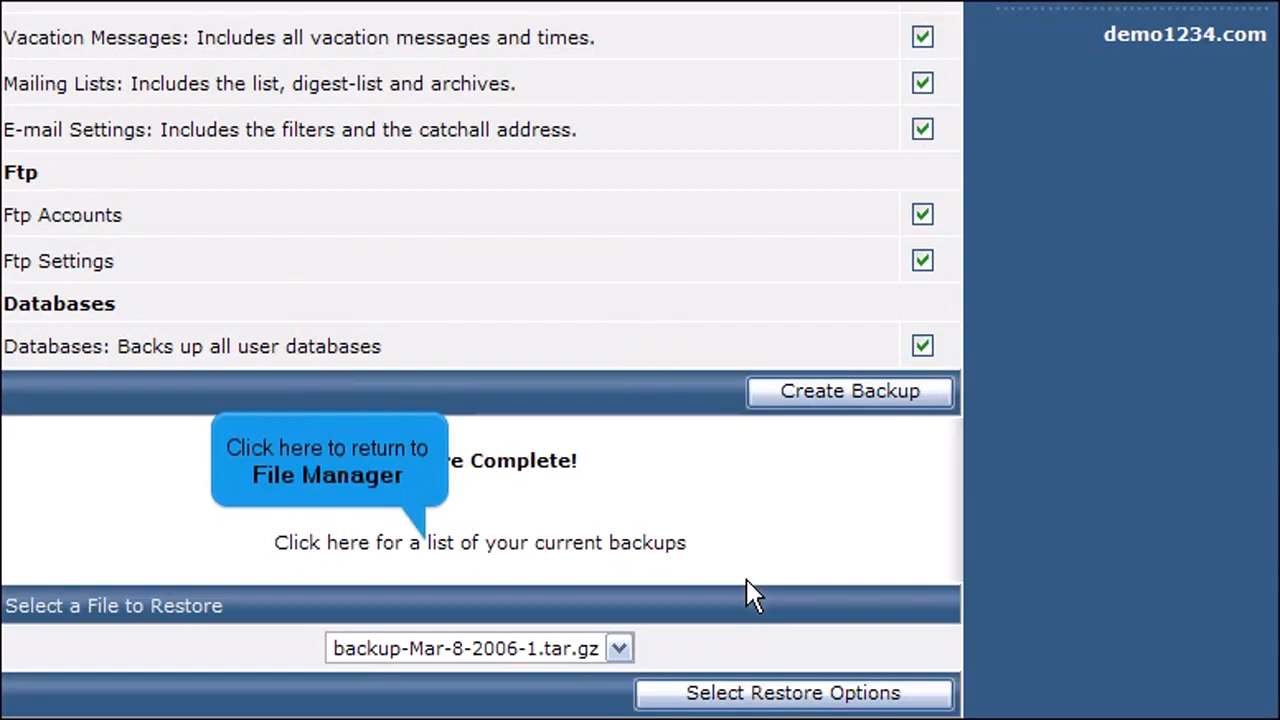 demo1234.com
Vacation Messages: Includes all vacation messages and times.
Mailing Lists: Includes the list, digest-list and archives.
E-mail Settings: Includes the filters and the catchall address.
Ftp
Ftp Accounts
Ftp Settings
Databases
Databases: Backs up all user databases
Create Backup
Click here to return to
File Manager
re Complete!
Click here for a list of your current backups
Select a File to Restore
backup-Mar-8-2006-1.tar.gz
Select Restore Options